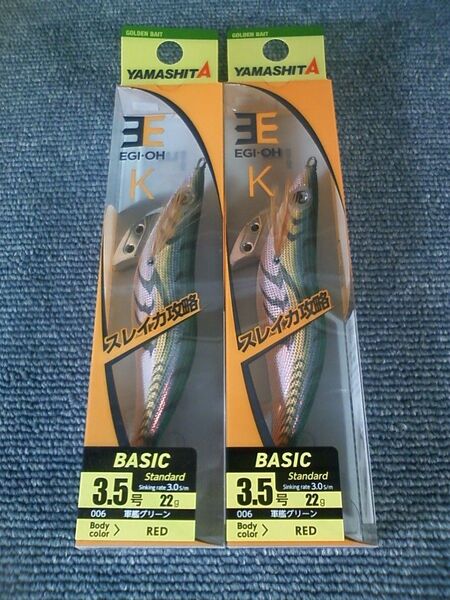 GOLDEN BAIT
YAMASHITA
EGI-OH
K
スレイカ攻略
BASIC
Standard
Sinking rate 3.0 s/m
3.5号 22g
006 軍艦グリーン
Body color > RED
GOLDEN BAIT
YAMASHITA
EGI-OH
K
スレイカ攻略
BASIC
Standard
Sinking rate 3.0 s/m
3.5号 22g
006 軍艦グリーン
Body color > RED